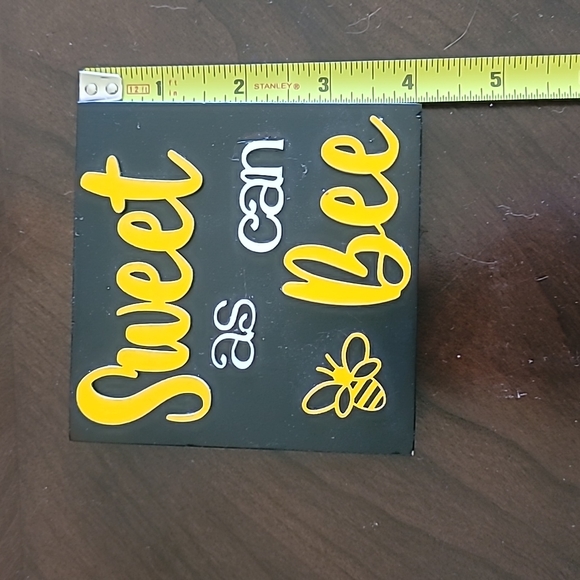 1 2 STANLEY® 3 4 5
Sweet
as can
Bee